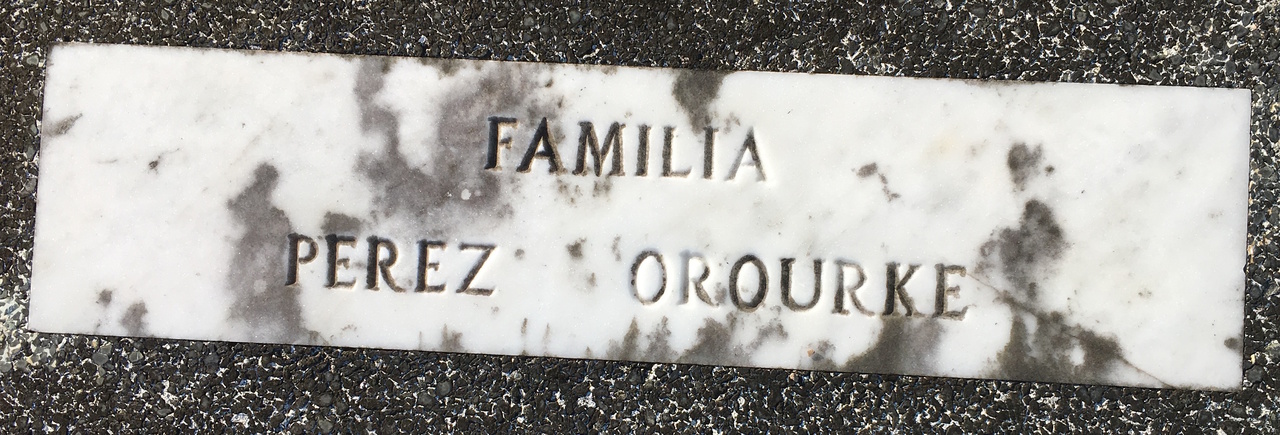 FAMILIA
PEREZ OROURKE